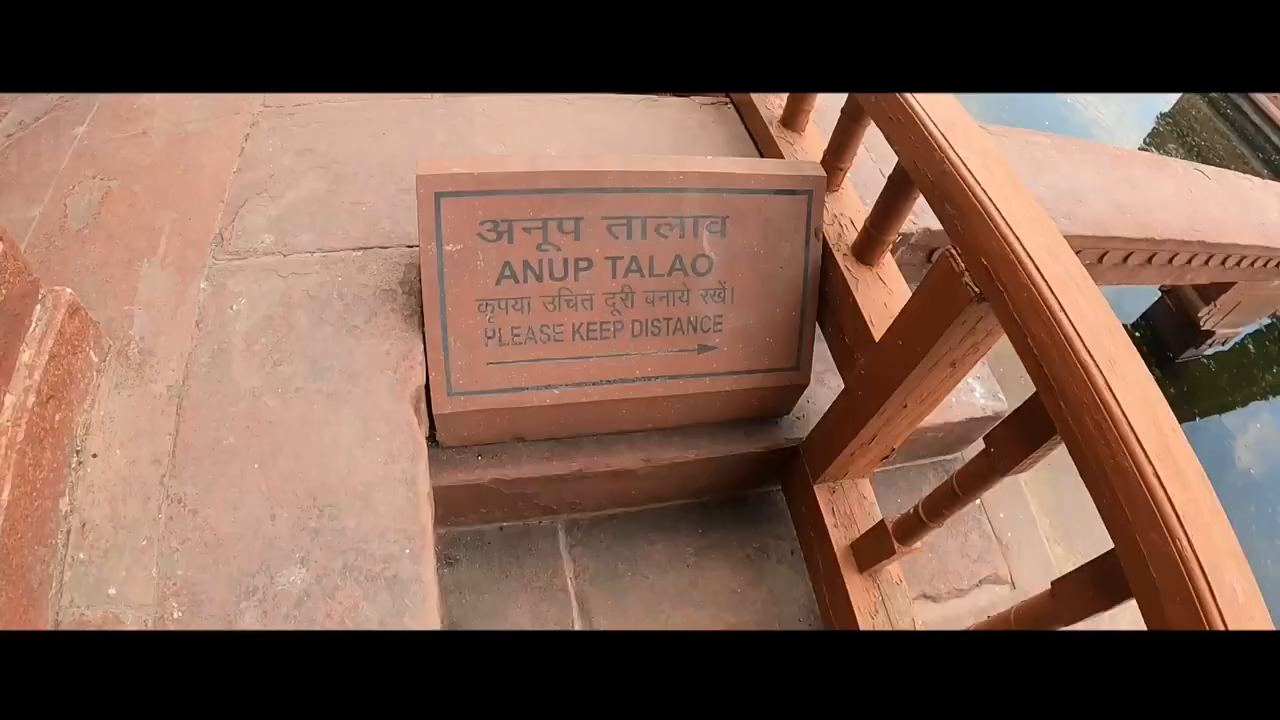 अनूप तालाव
ANUP TALAO
कृपया उचित दूरी बनाये रखें।
PLEASE KEEP DISTANCE